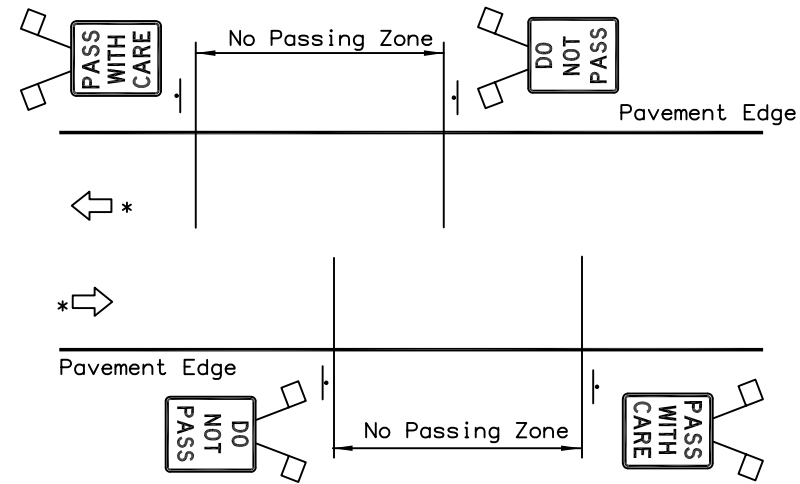 PASS
WITH
CARE
No Passing Zone
DO
NOT
PASS
Pavement Edge
*
*
Pavement Edge
DO
NOT
PASS
No Passing Zone
PASS
WITH
CARE